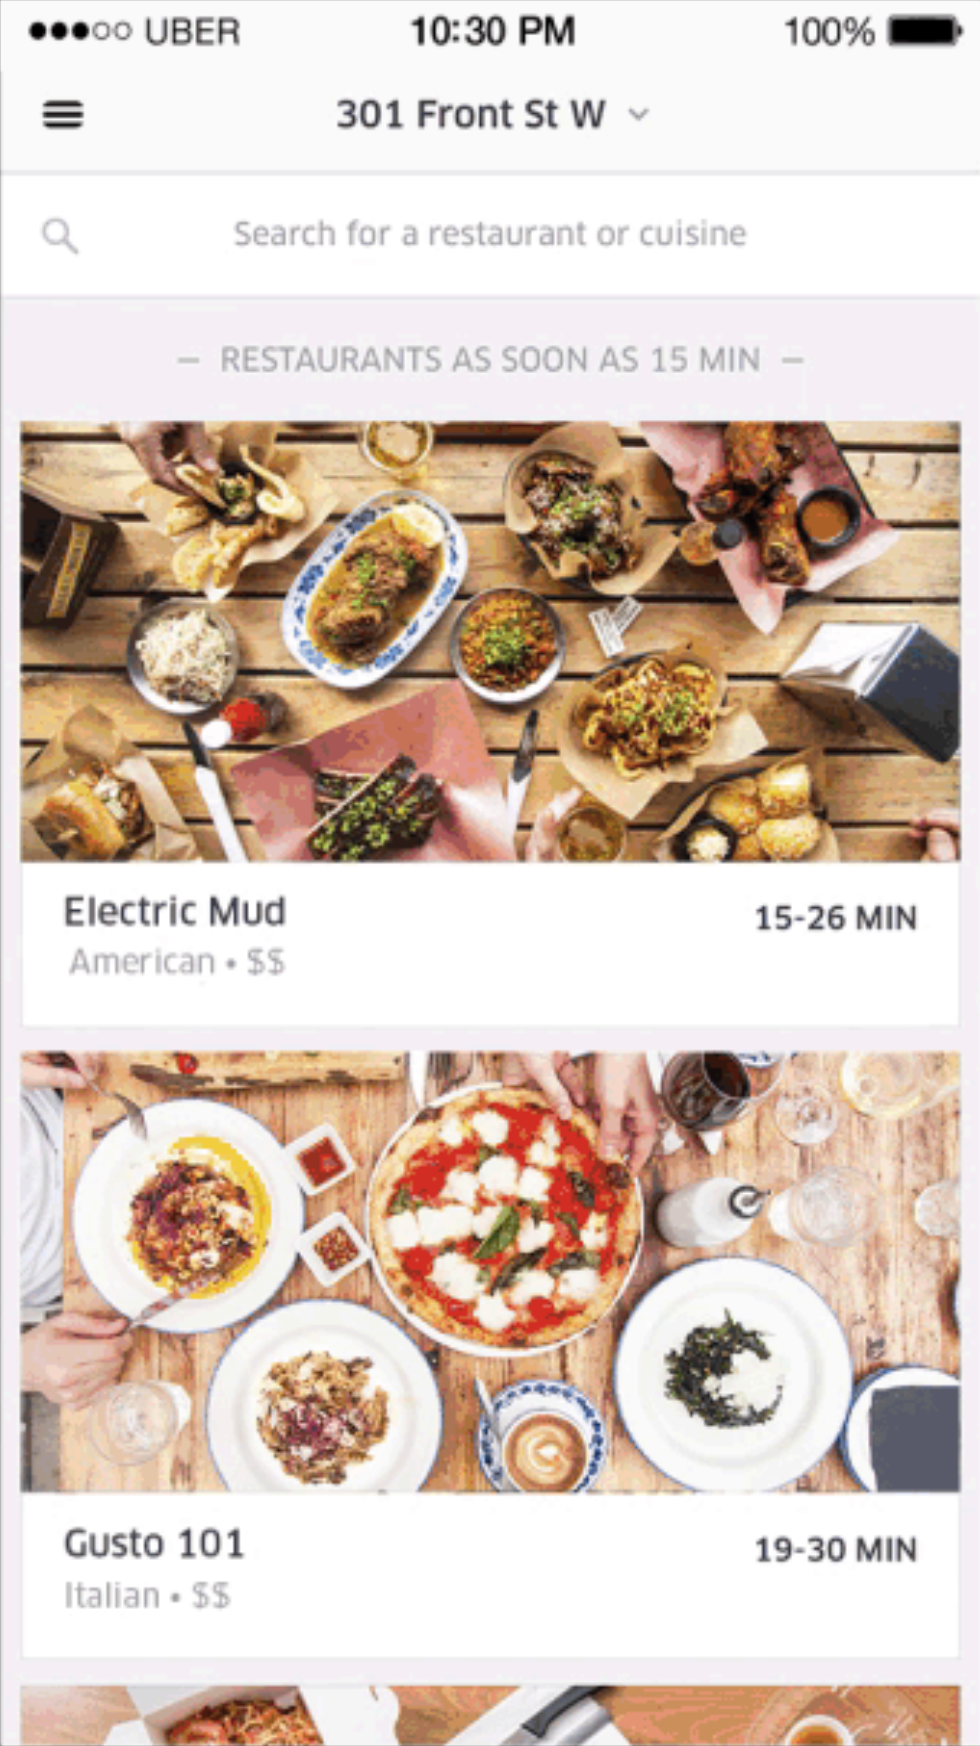 UBER 10:30 PM 100%
301 Front St W
Search for a restaurant or cuisine
– RESTAURANTS AS SOON AS 15 MIN –
Electric Mud 15-26 MIN
American • $$
Gusto 101 19-30 MIN
Italian • $$